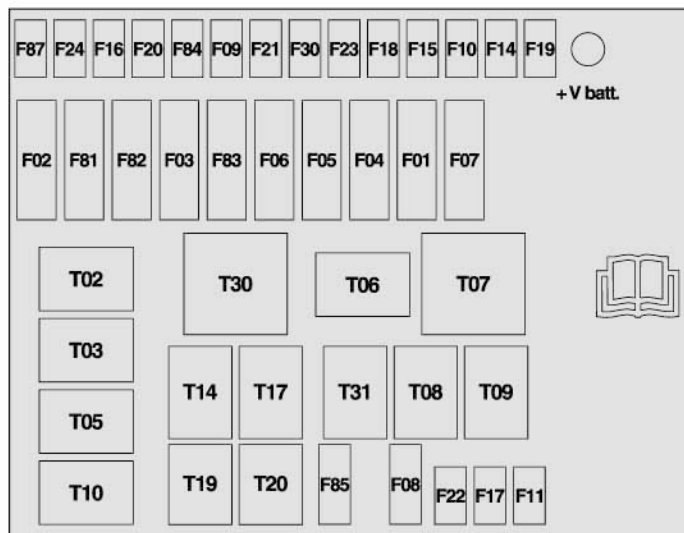 F87 F24 F16 F20 F84 F09 F21 F30 F23 F18 F15 F10 F14 F19
+V batt.
F02 F81 F82 F03 F83 F06 F05 F04 F01 F07
T02 T30 T06 T07
T03
T14 T17 T31 T08 T09
T05
T10 T19 T20 F85 F08 F22 F17 F11